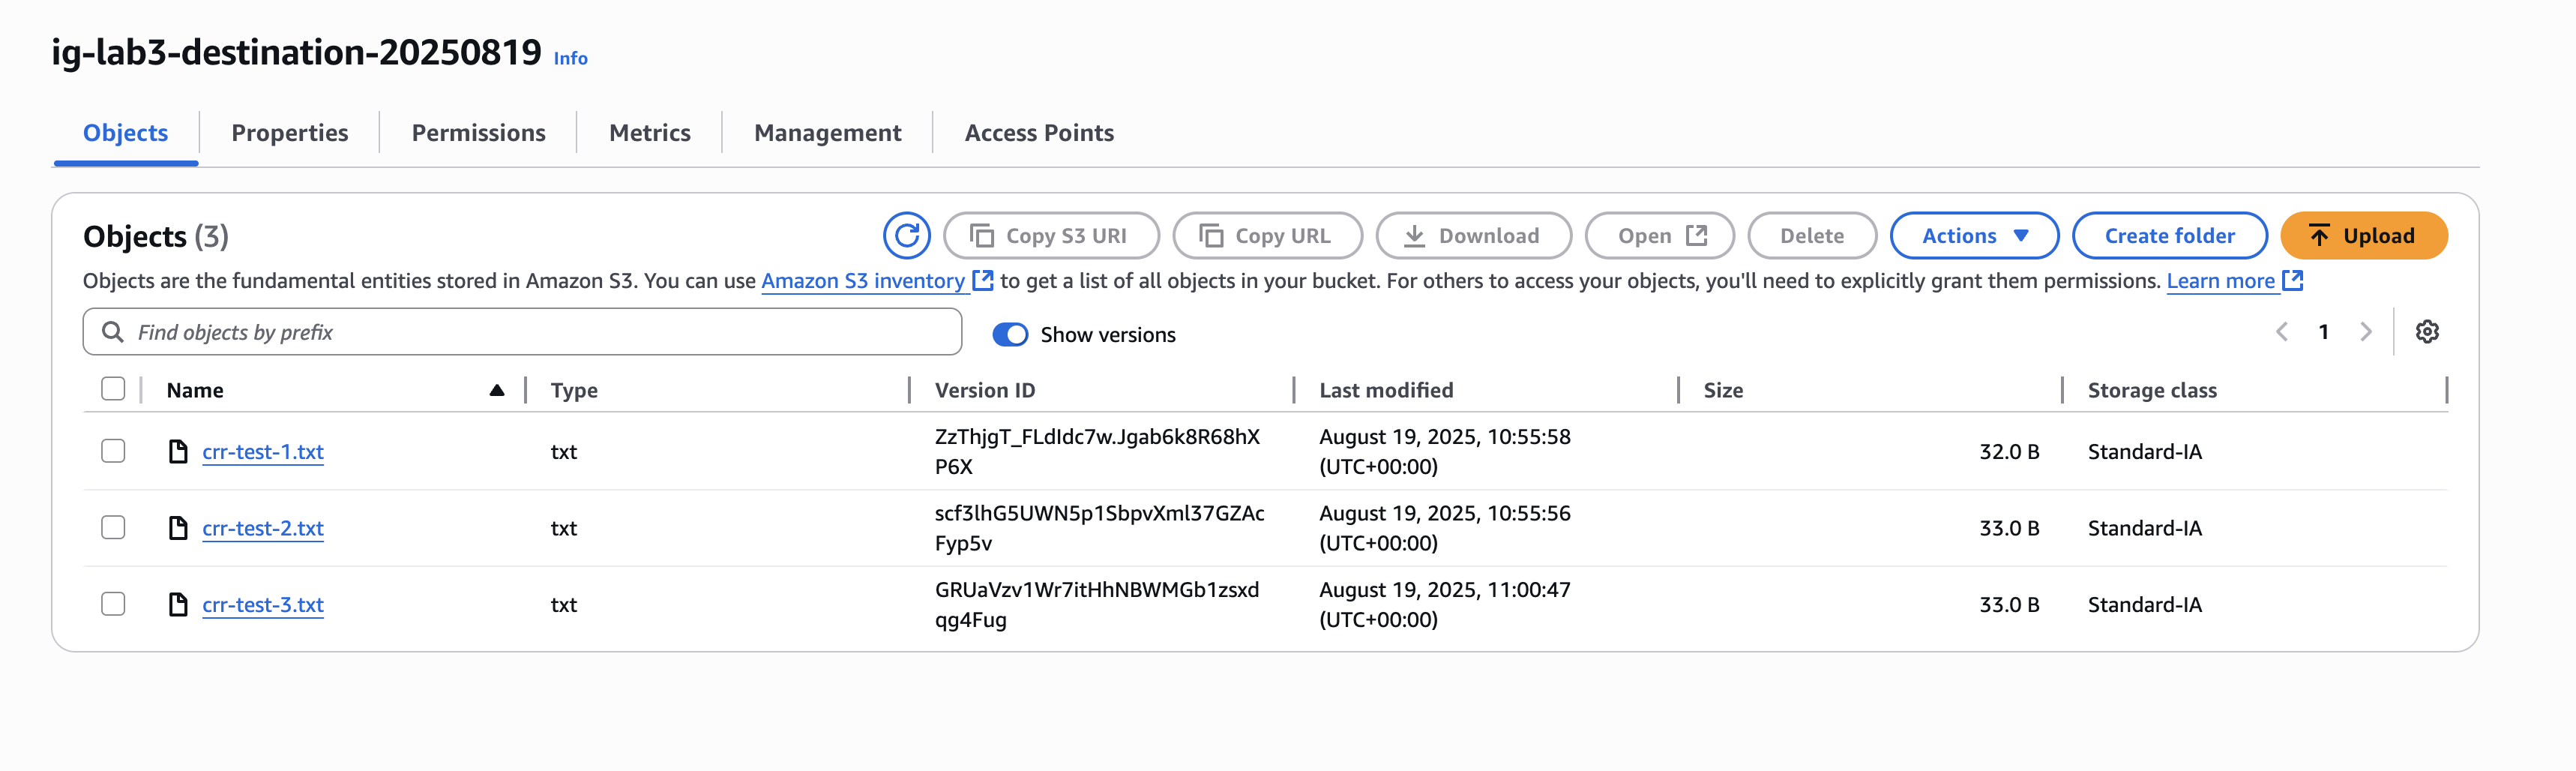 ig-lab3-destination-20250819 Info
Objects Properties Permissions Metrics Management Access Points
Objects (3) Copy S3 URI Copy URL Download Open Delete Actions Create folder Upload
Objects are the fundamental entities stored in Amazon S3. You can use Amazon S3 inventory to get a list of all objects in your bucket. For others to access your objects, you'll need to explicitly grant them permissions. Learn more
Find objects by prefix Show versions 1
Name Type Version ID Last modified Size Storage class
crr-test-1.txt txt ZzThjgT_FLdIdc7w.Jgab6k8R68hX August 19, 2025, 10:55:58 32.0 B Standard-IA
P6X (UTC+00:00)
crr-test-2.txt txt scf3lhG5UWN5p1SbpvXml37GZAc August 19, 2025, 10:55:56 33.0 B Standard-IA
Fyp5v (UTC+00:00)
crr-test-3.txt txt GRUaVzv1Wr7itHhNBWMGb1zsxd August 19, 2025, 11:00:47 33.0 B Standard-IA
qg4Fug (UTC+00:00)